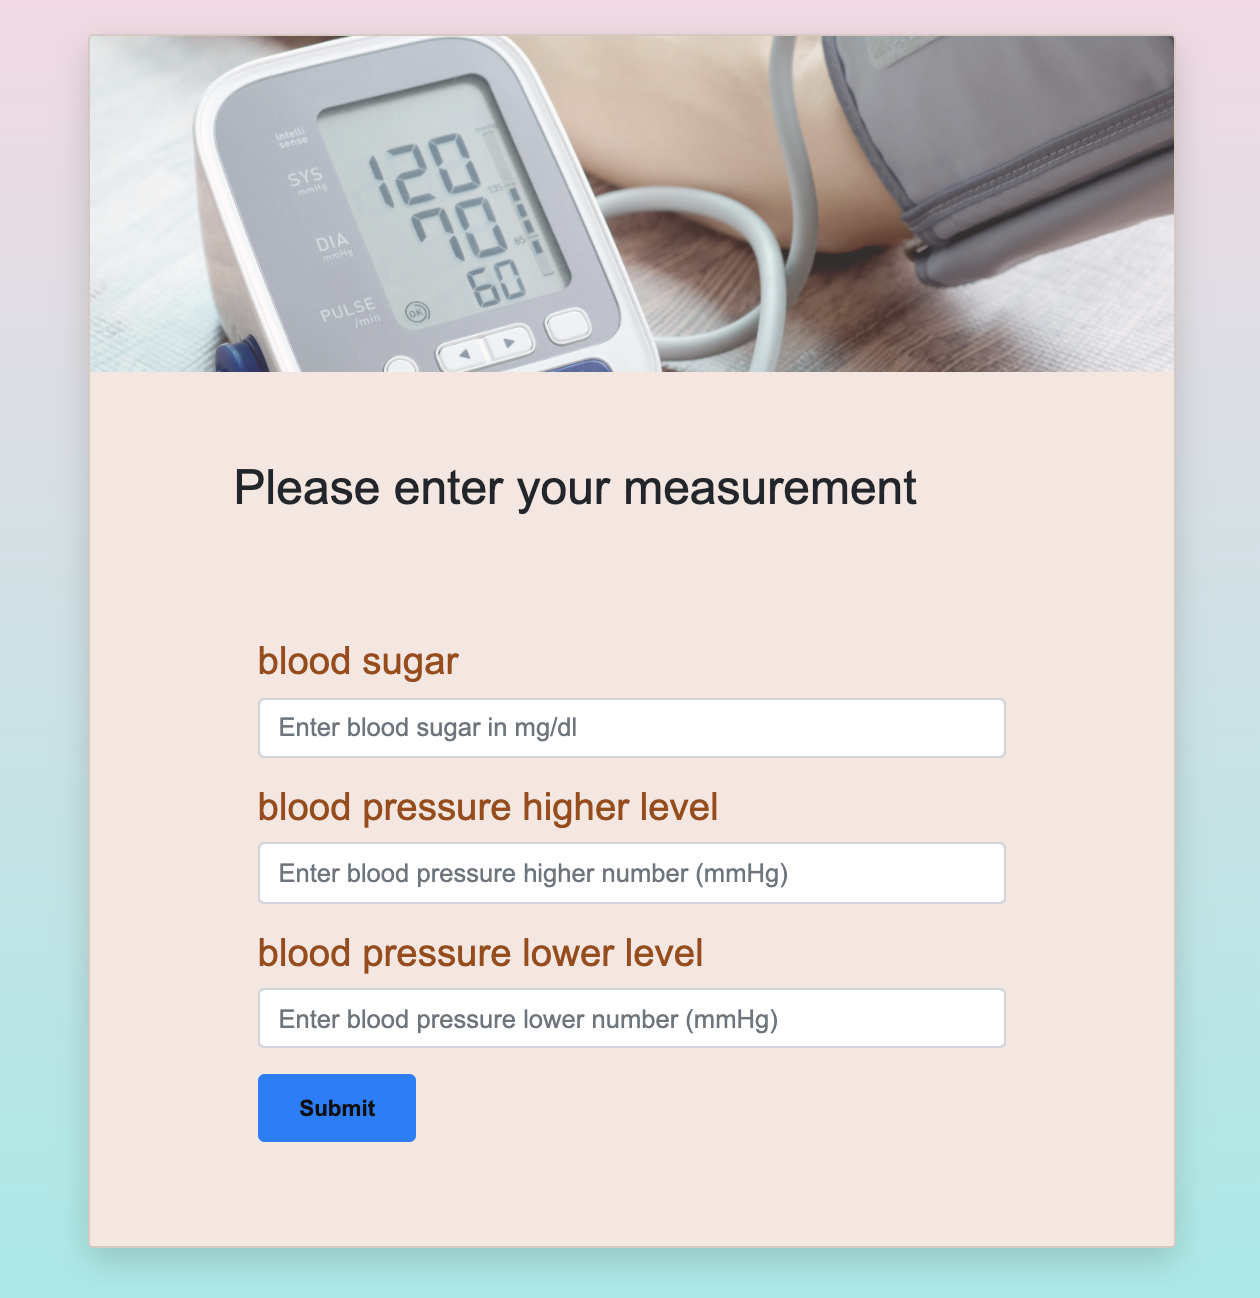 Intelli
sense
SYS
mmHg
120
135
DIA
mmHg
70
85
PULSE
/min
60
OK
Please enter your measurement
blood sugar
Enter blood sugar in mg/dl
blood pressure higher level
Enter blood pressure higher number (mmHg)
blood pressure lower level
Enter blood pressure lower number (mmHg)
Submit